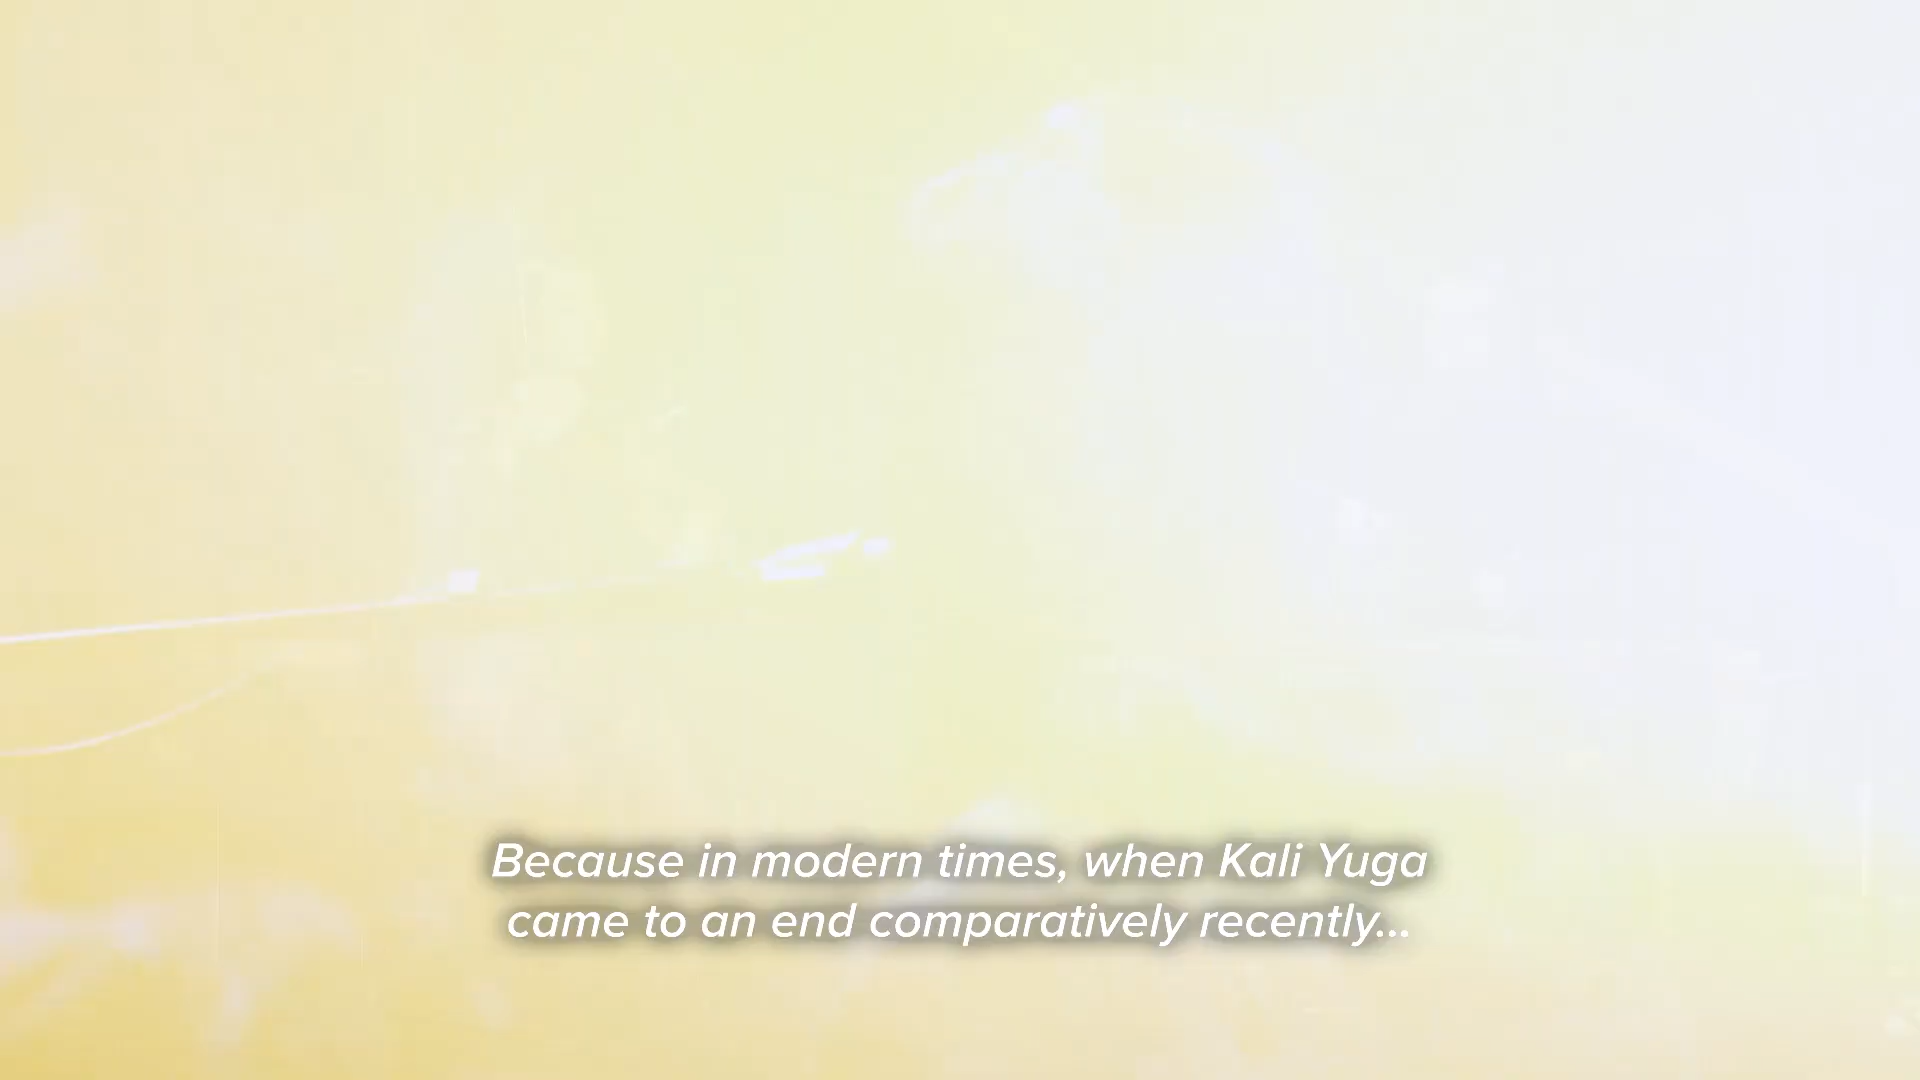 Because in modern times, when Kali Yuga
came to an end comparatively recently...